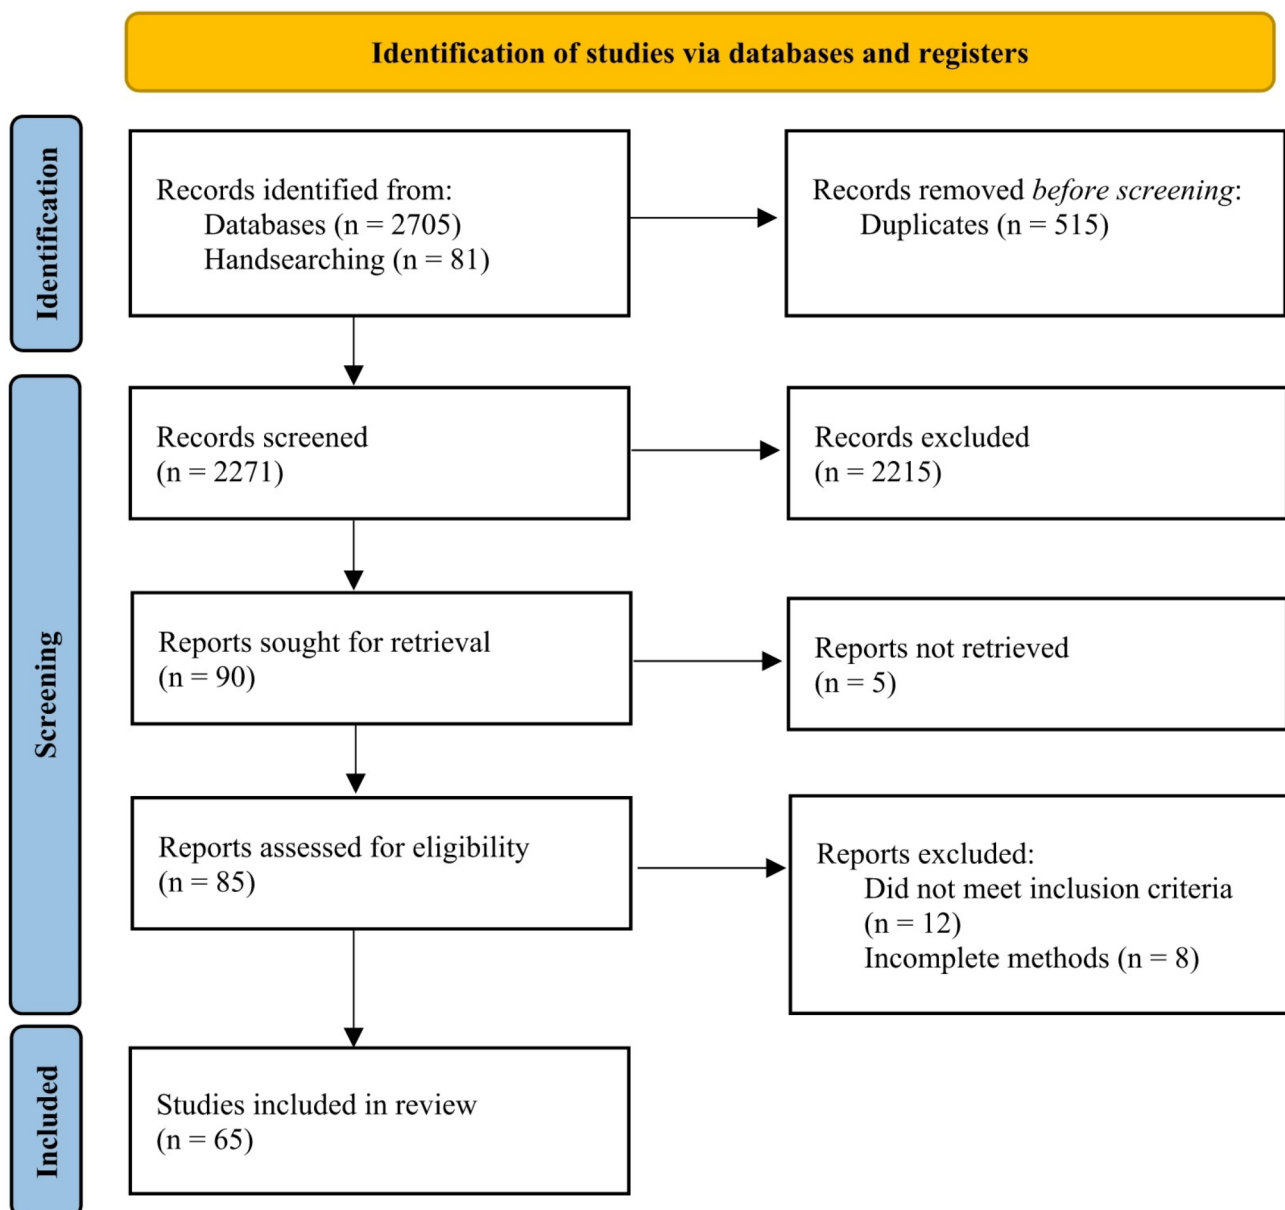 Identification of studies via databases and registers
Identification
Records identified from:
Databases (n = 2705)
Handsearching (n = 81)
Records removed before screening:
Duplicates (n = 515)
Screening
Records screened
(n = 2271)
Records excluded
(n = 2215)
Reports sought for retrieval
(n = 90)
Reports not retrieved
(n = 5)
Reports assessed for eligibility
(n = 85)
Reports excluded:
Did not meet inclusion criteria
(n = 12)
Incomplete methods (n = 8)
Included
Studies included in review
(n = 65)